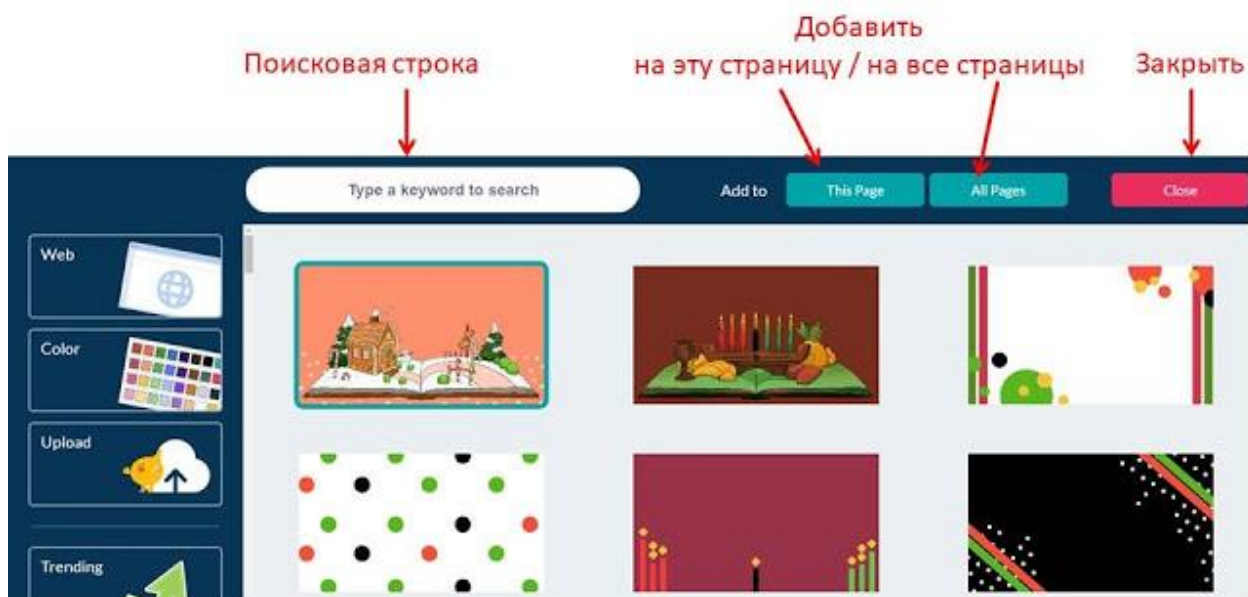 Добавить
Поисковая строка
на эту страницу / на все страницы
Закрыть
Type a keyword to search
Add to
This Page
All Pages
Close
Web
Color
Upload
Trending